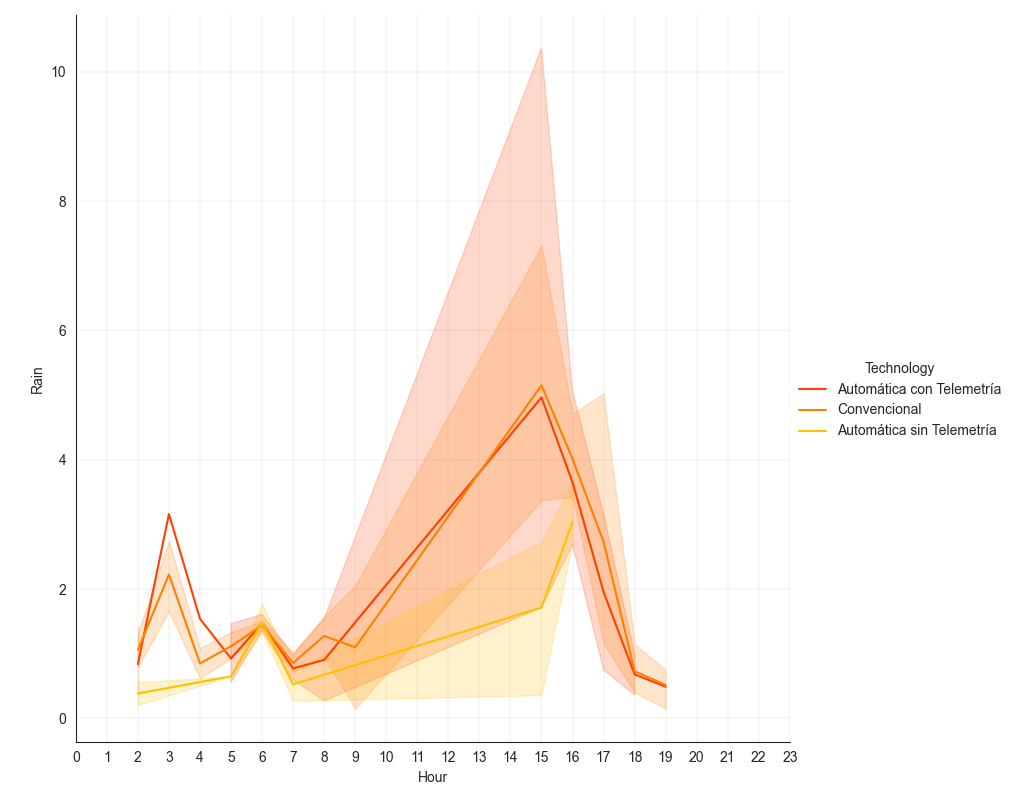 10
8
6
4
2
0
Rain
0 1 2 3 4 5 6 7 8 9 10 11 12 13 14 15 16 17 18 19 20 21 22 23
Hour
Technology
Automática con Telemetría
Convencional
Automática sin Telemetría